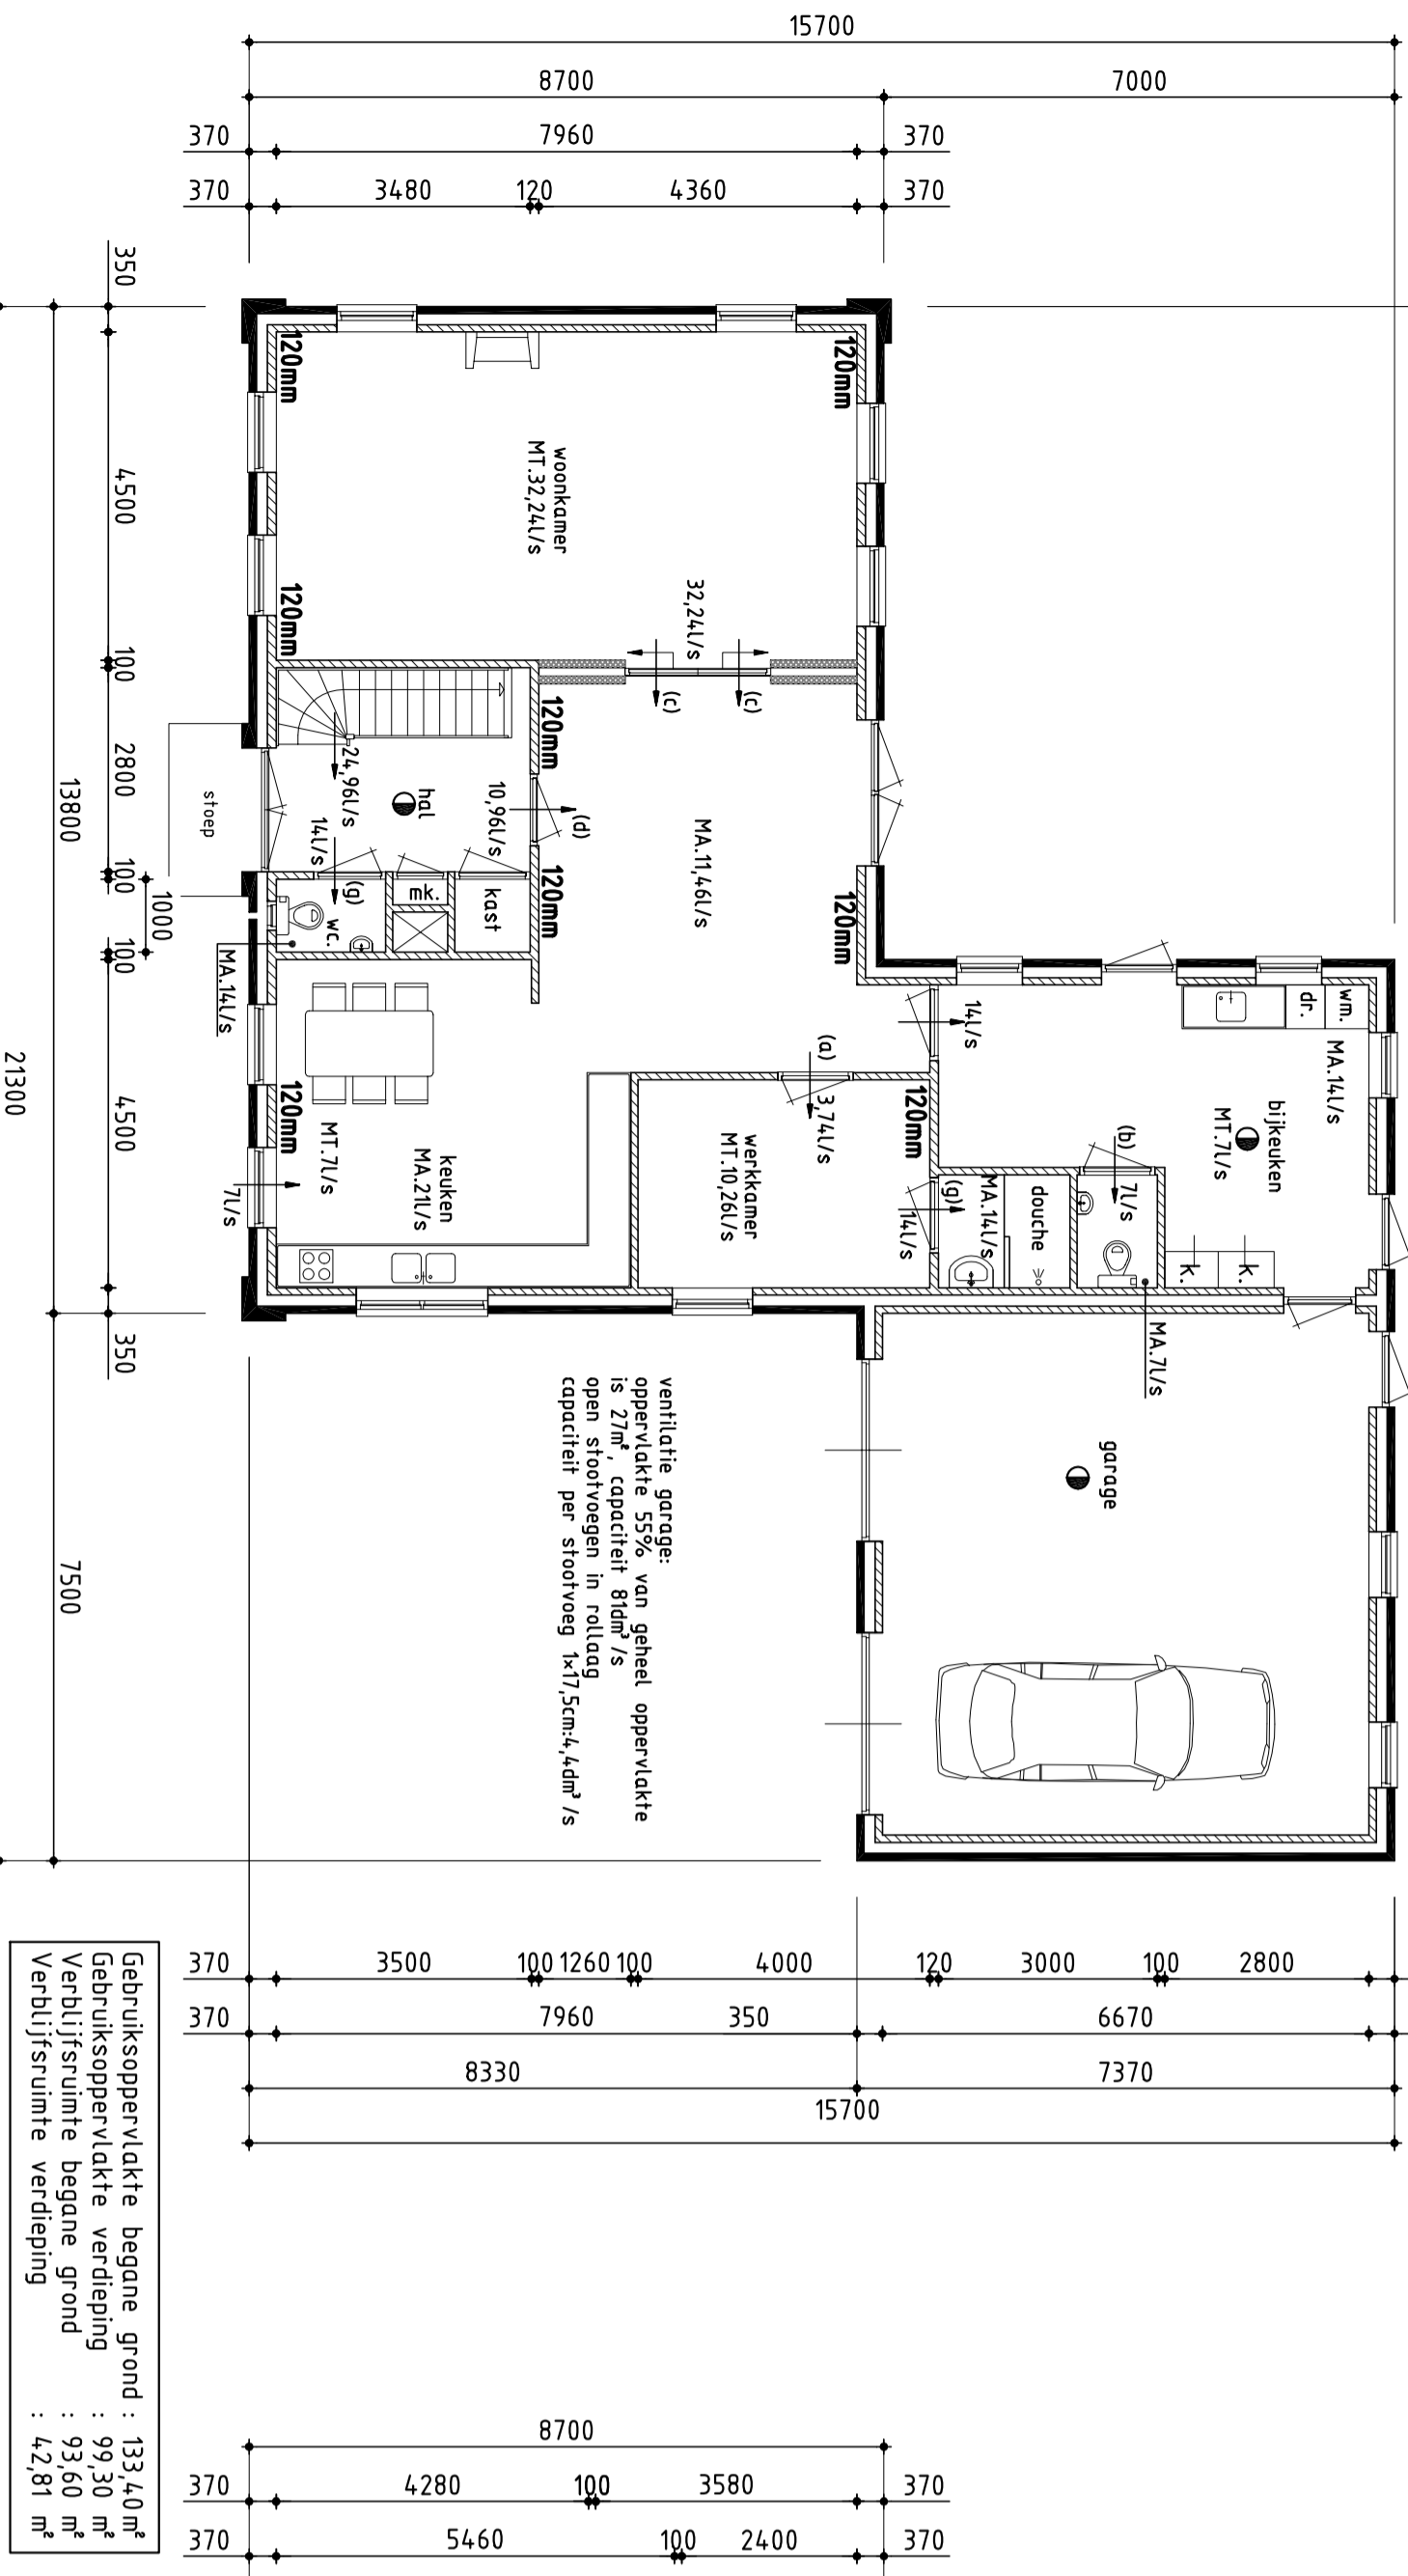 15700
8700
7000
370
7960
370
370
3480
120
4360
370
350
4500
100
2800
100
1000
100
4500
350
13800
7500
21300
120mm
120mm
woonkamer
MT.32,24l/s
120mm
32,24l/s
(c)
(c)
120mm
24,96l/s
hal
10,96l/s
(d)
MA.11,46l/s
stoep
14l/s
(g)
mk.
kast
120mm
120mm
wc.
MA.14l/s
14l/s
wm.
dr.
MA.14l/s
(a)
3,74l/s
120mm
bijkeuken
MT.7l/s
120mm
MT.7l/s
keuken
MA.21l/s
werkkamer
MT.10,26l/s
(b)
7l/s
(g)
MA.14l/s
douche
14l/s
7l/s
k.
k.
MA.7l/s
garage
ventilatie garage:
oppervlakte 55% van geheel oppervlakte
is 27m², capaciteit 81dm³/s
open stootvoegen in rollaag
capaciteit per stootvoeg 1x17,5cm:4,4dm³/s
370
3500
100
1260
100
4000
120
3000
100
2800
370
7960
350
6670
8330
7370
15700
Gebruiksoppervlakte begane grond : 133,40 m²
Gebruiksoppervlakte verdieping : 99,30 m²
Verblijfsruimte begane grond : 93,60 m²
Verblijfsruimte verdieping : 42,81 m²
8700
370
4280
100
3580
370
370
5460
100
2400
370